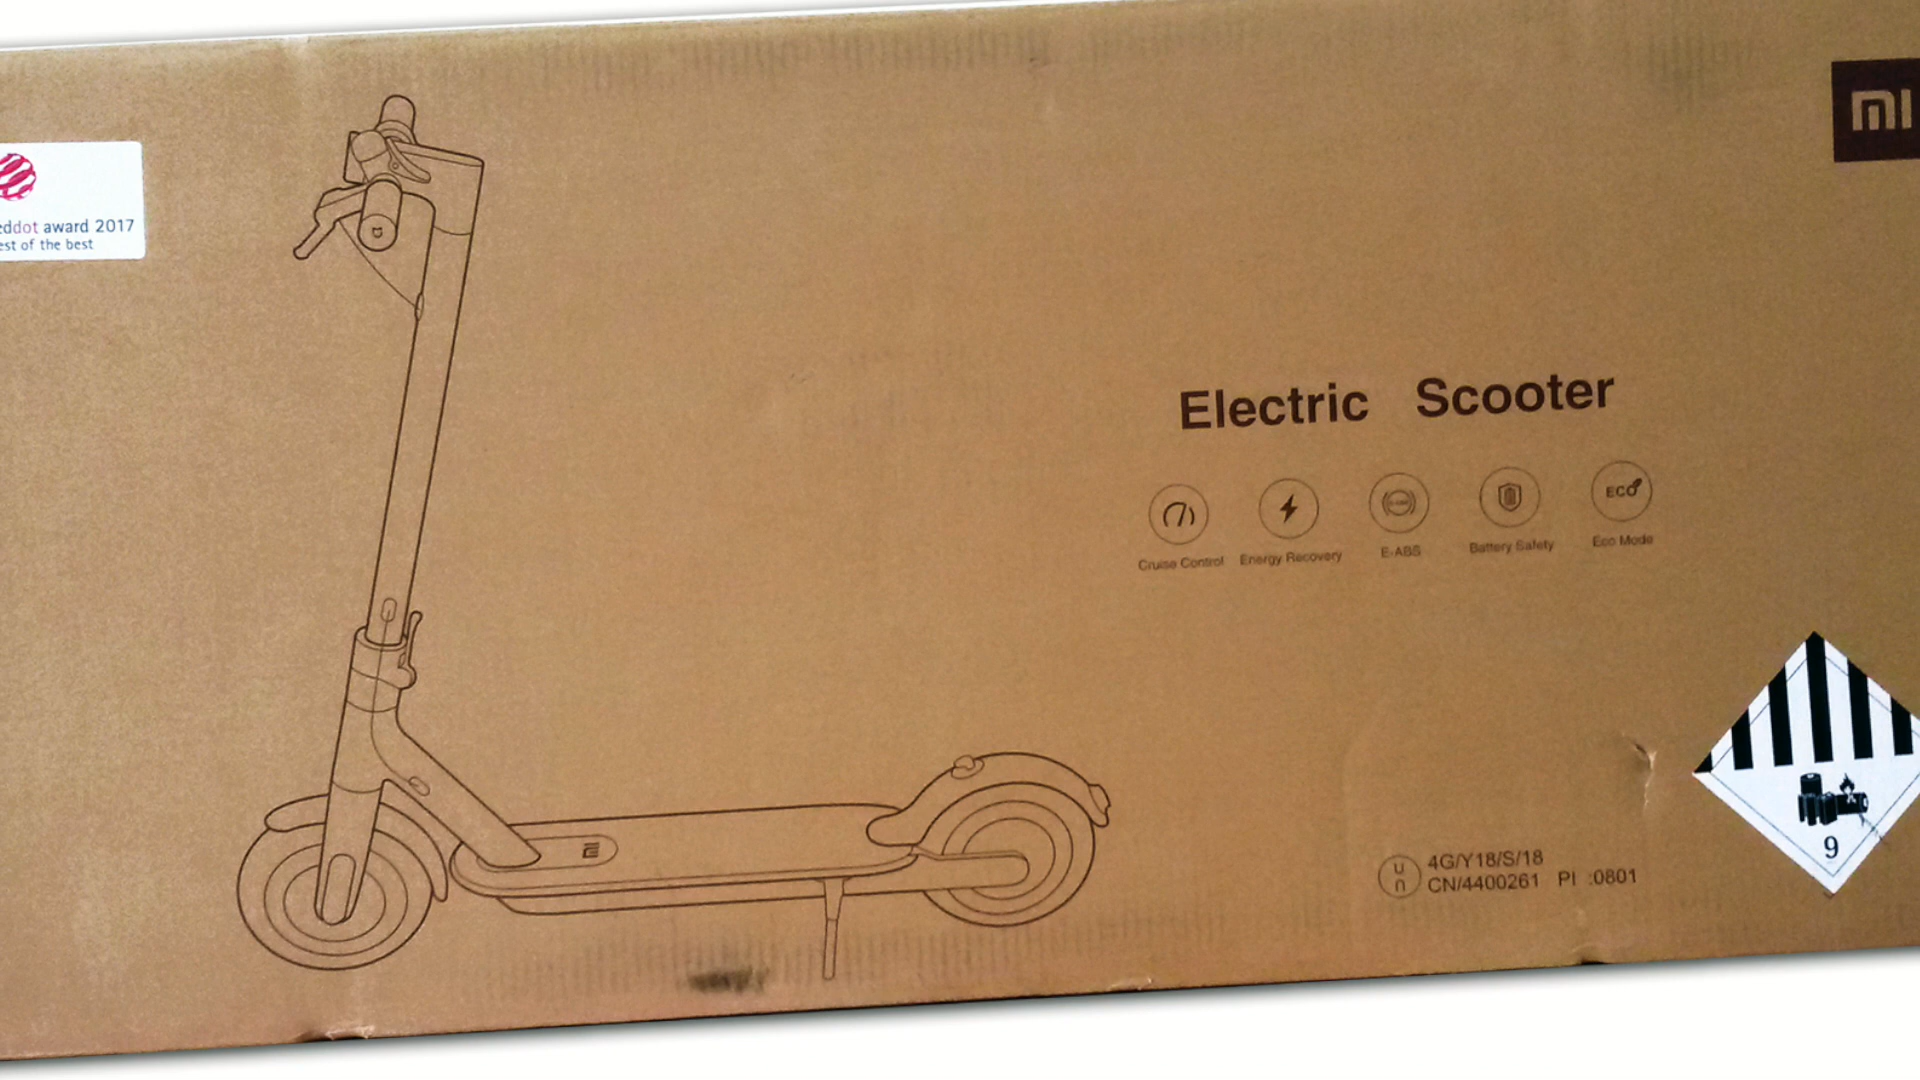 mi
eddot award 2017
est of the best
Electric Scooter
ECO
Cruise Control
Energy Recovery
E-ABS
Battery Safety
Eco Mode
un
4G/Y18/S/18
CN/4400261 PI :0801
9